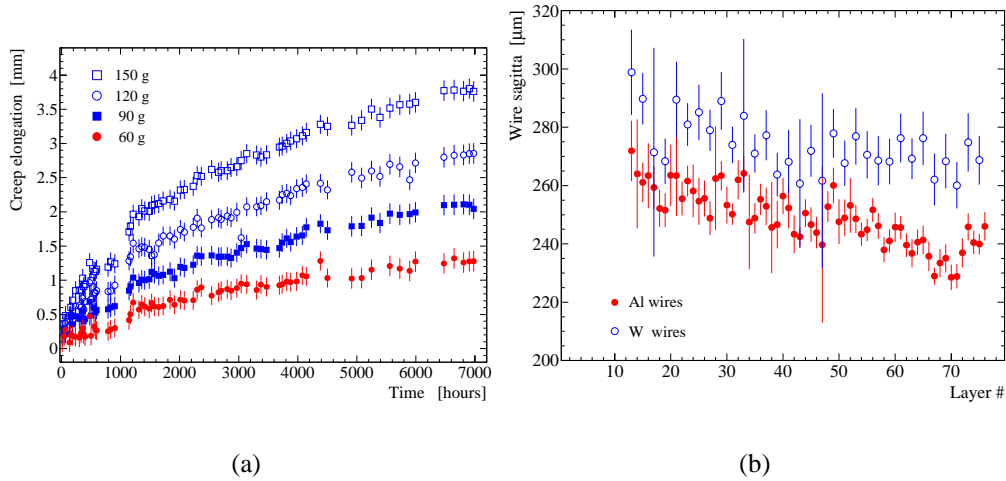 Creep elongation [mm]
4
3.5
3
2.5
2
1.5
1
0.5
0
150 g
120 g
90 g
60 g
0 1000 2000 3000 4000 5000 6000 7000
Time [hours]
(a)
Wire sagitta [μm]
320
300
280
260
240
220
200
Al wires
W wires
10 20 30 40 50 60 70
Layer #
(b)